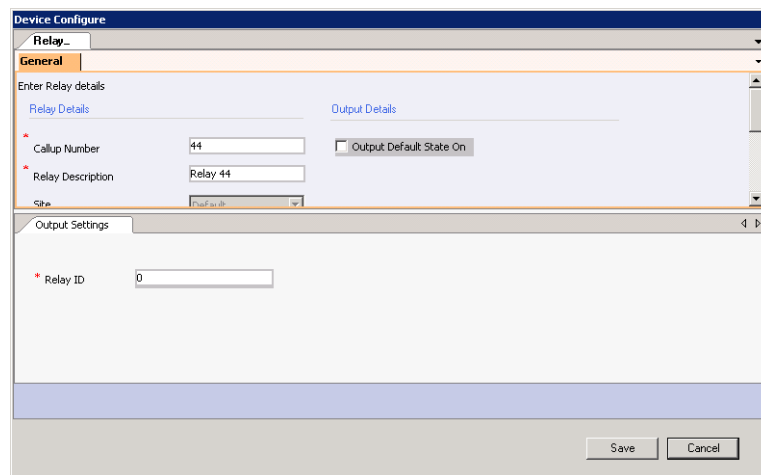 Device Configure
Relay_
General
Enter Relay details
Relay Details
Output Details
* Callup Number 44
Output Default State On
* Relay Description Relay 44
Site Default
Output Settings
* Relay ID 0
Save Cancel